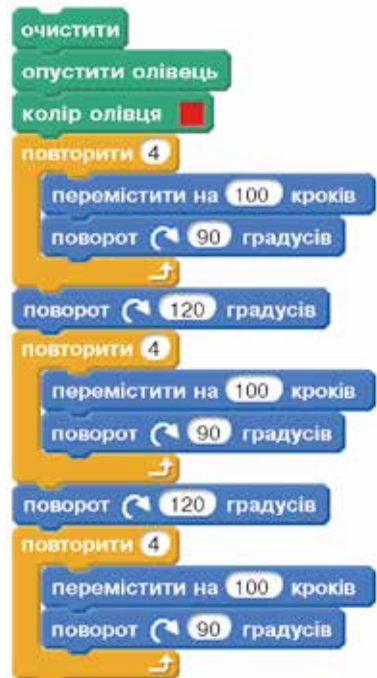 очистити
опустити олівець
колір олівця
повторити 4
перемістити на 100 кроків
поворот 90 градусів
поворот 120 градусів
повторити 4
перемістити на 100 кроків
поворот 90 градусів
поворот 120 градусів
повторити 4
перемістити на 100 кроків
поворот 90 градусів